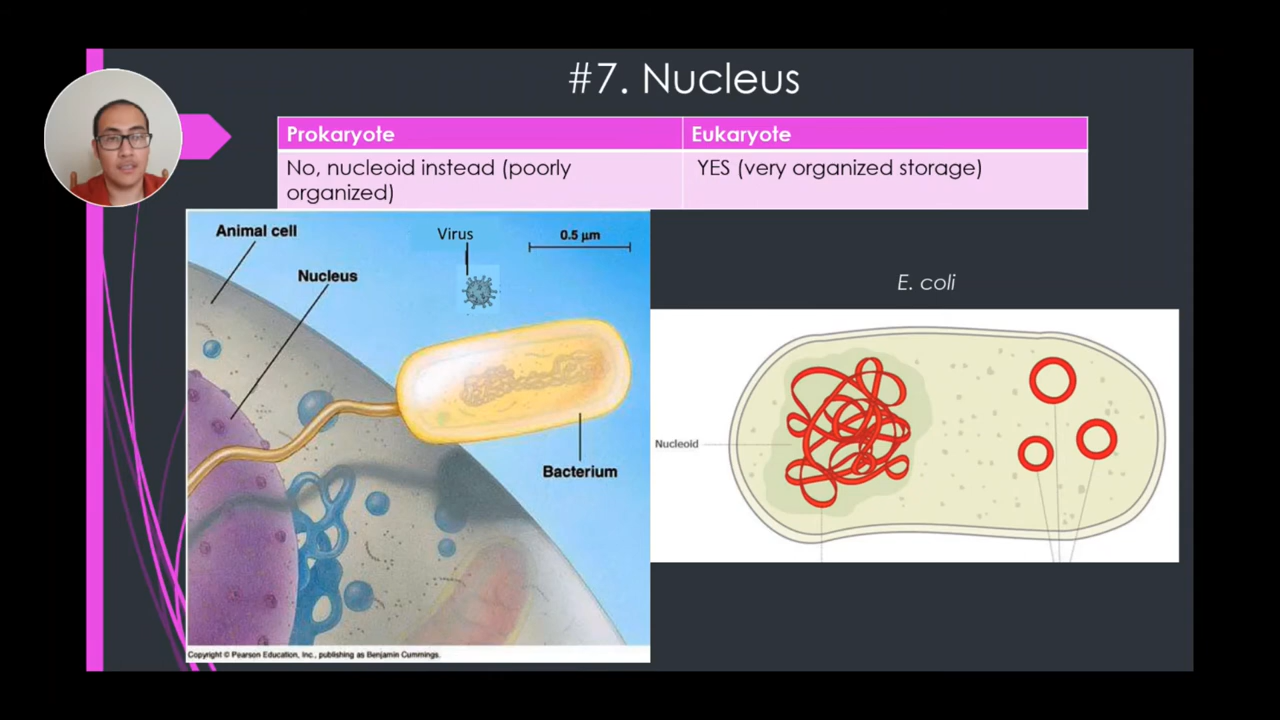 #7. Nucleus
Prokaryote
Eukaryote
No, nucleoid instead (poorly
organized)
YES (very organized storage)
Animal cell
Virus
0.5 μm
Nucleus
Bacterium
Copyright © Pearson Education, Inc., publishing as Benjamin Cummings.
E. coli
Nucleoid